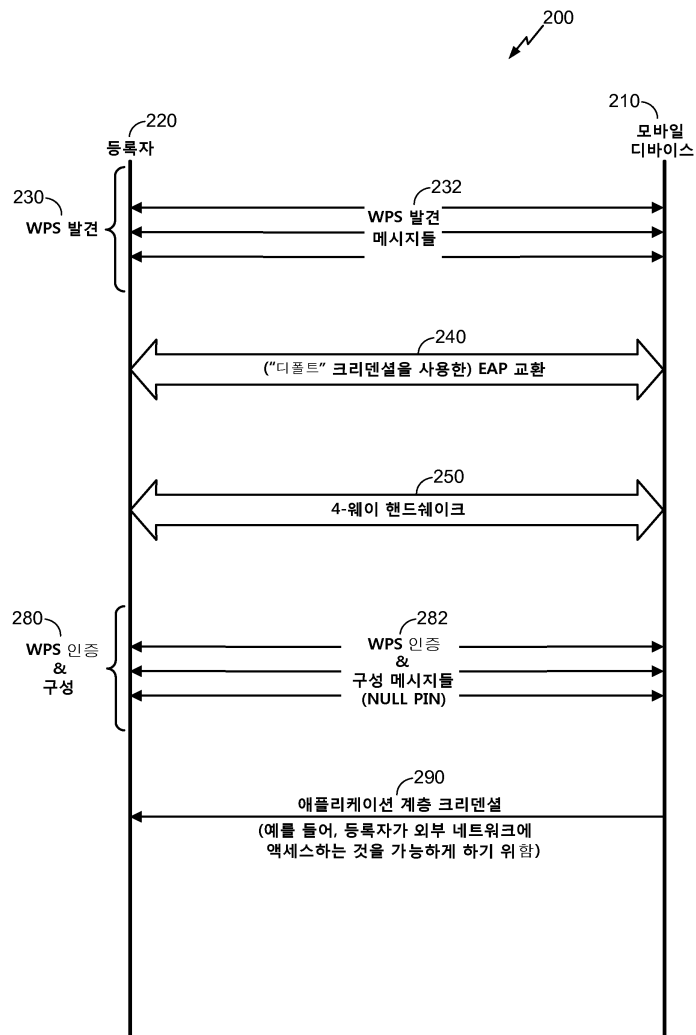 200
220
등록자
210
모바일
디바이스
230
WPS 발견
232
WPS 발견
메시지들
240
("디폴트" 크리덴셜을 사용한) EAP 교환
250
4-웨이 핸드쉐이크
280
WPS 인증
&
구성
282
WPS 인증
&
구성 메시지들
(NULL PIN)
290
애플리케이션 계층 크리덴셜
(예를 들어, 등록자가 외부 네트워크에
액세스하는 것을 가능하게 하기 위함)